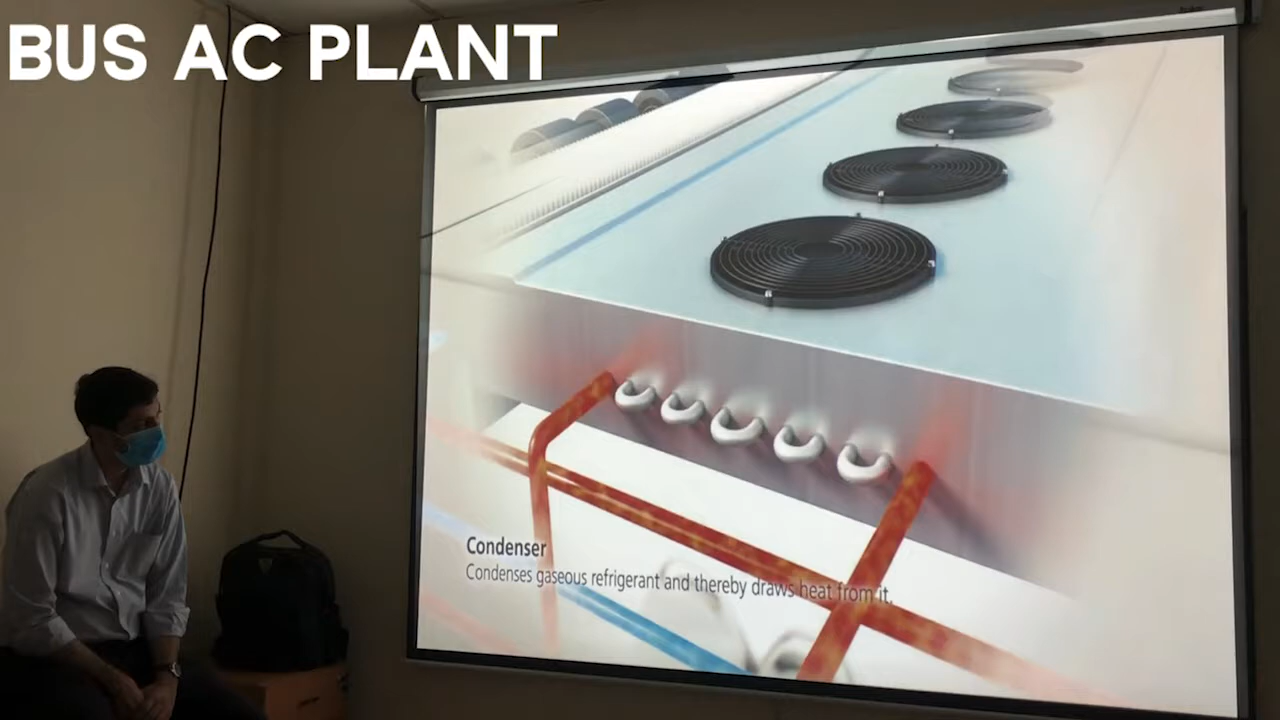 BUS AC PLANT
Condenser
Condenses gaseous refrigerant and thereby draws heat from it.